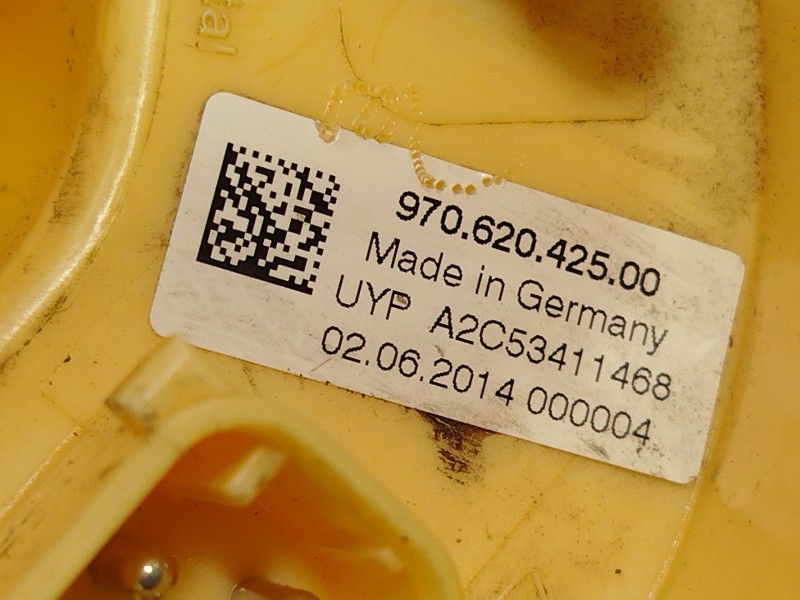 970.620.425.00
Made in Germany
UYP A2C53411468
02.06.2014 000004